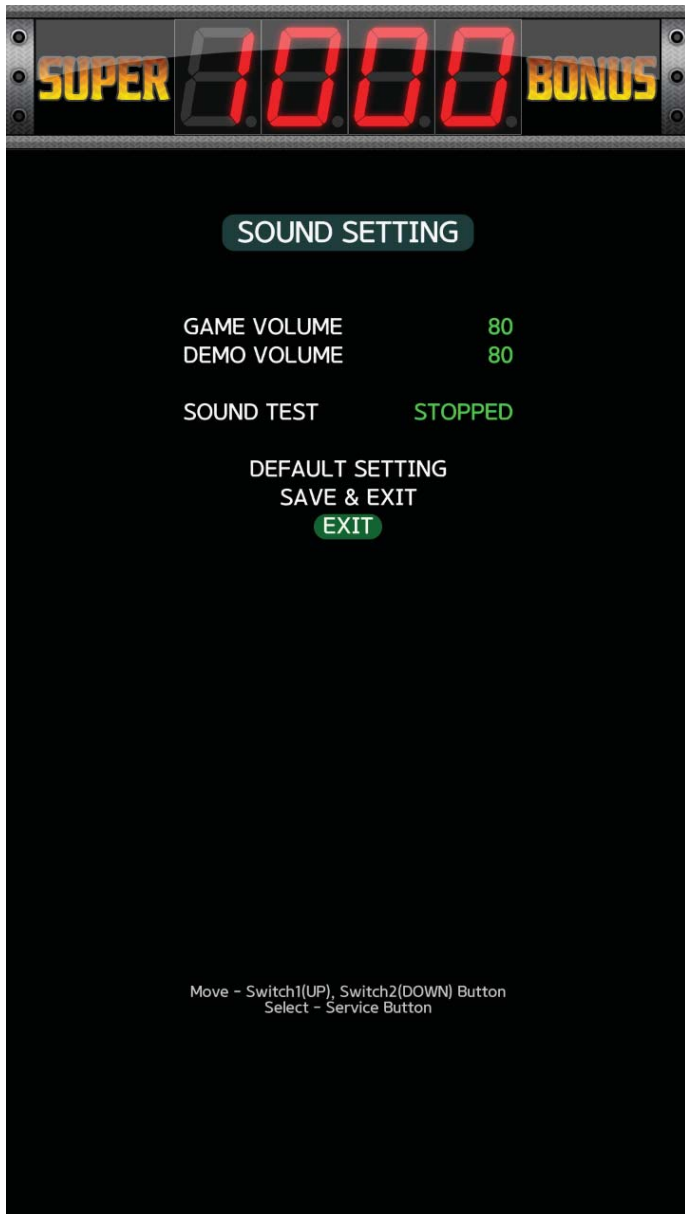 SUPER 1000 BONUS
SOUND SETTING
GAME VOLUME 80
DEMO VOLUME 80
SOUND TEST STOPPED
DEFAULT SETTING
SAVE & EXIT
EXIT
Move - Switch1(UP), Switch2(DOWN) Button
Select - Service Button